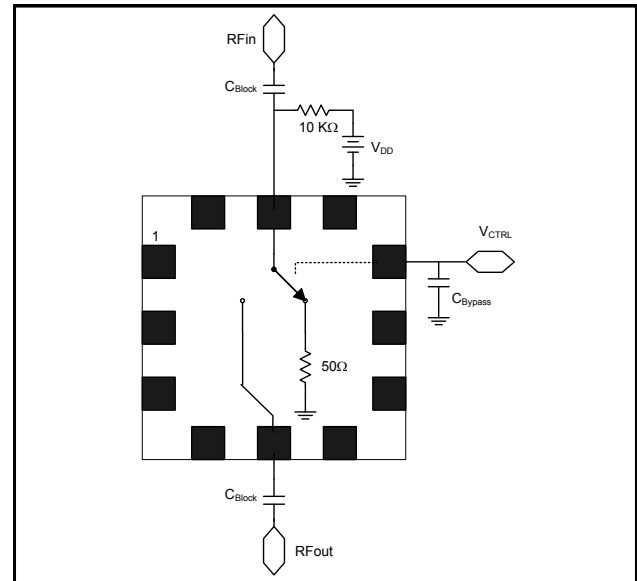 RFin
CBlock
10 KΩ
VDD
1
VCTRL
CBypass
50Ω
CBlock
RFout